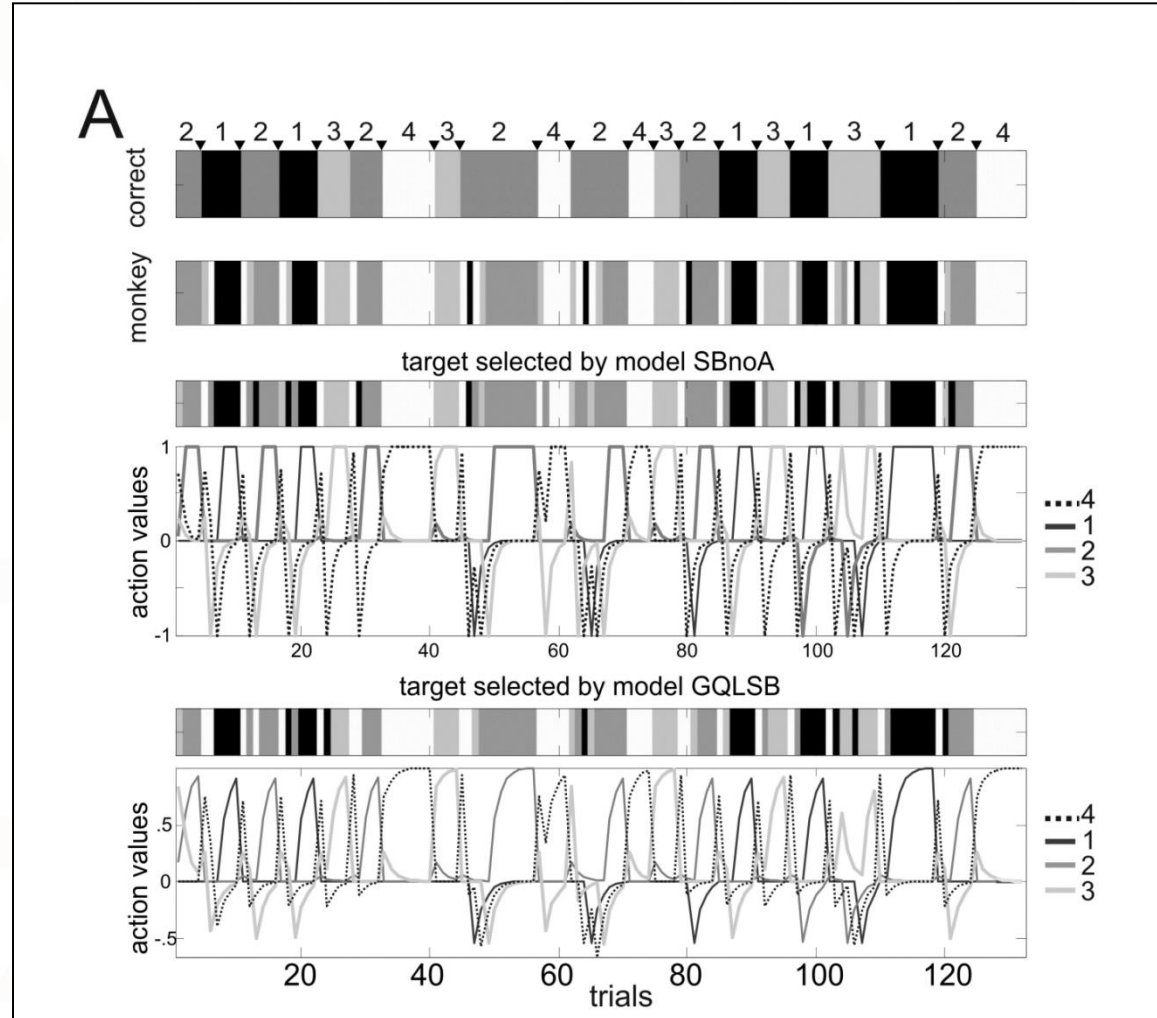 A
2 1 2 1 3 2 4 3 2 4 2 4 3 2 1 3 1 3 1 2 4
correct
monkey
target selected by model SBnoA
action values
1
0
-1
20 40 60 80 100 120
4
1
2
3
target selected by model GQLSB
action values
.5
0
-.5
4
1
2
3
20 40 60 80 100 120
trials